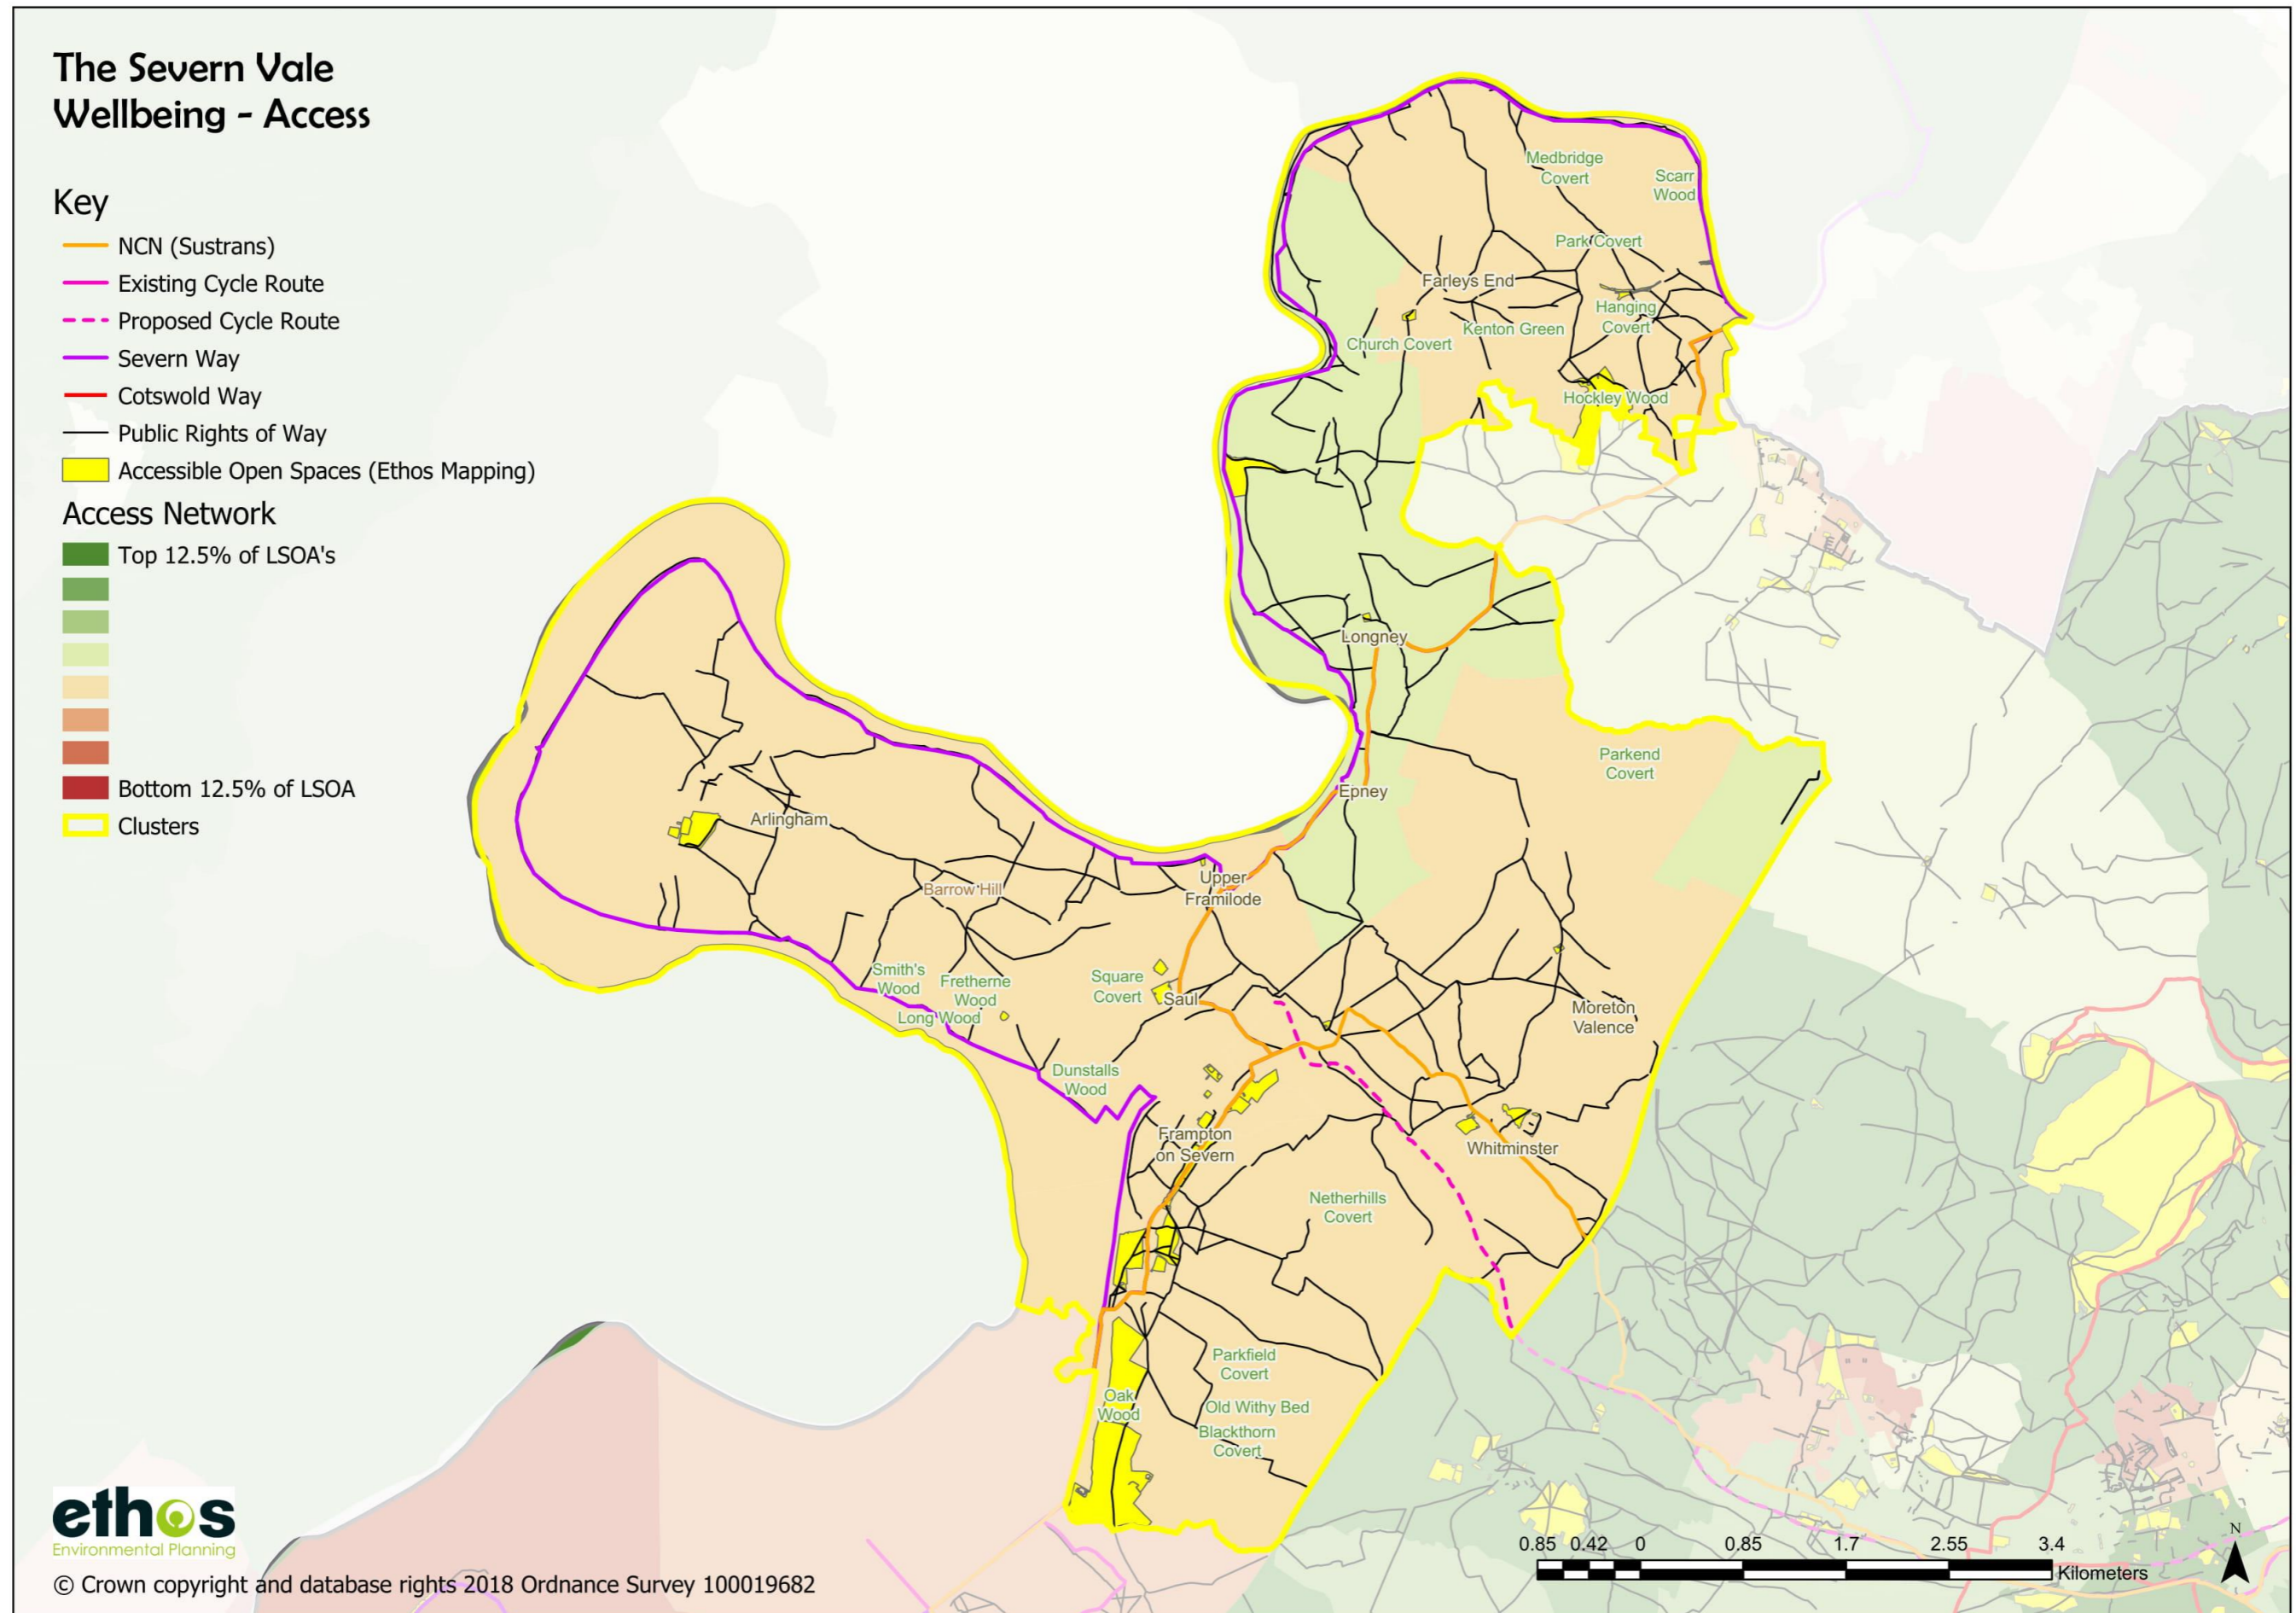 The Severn Vale
Wellbeing - Access
Key
NCN (Sustrans)
Existing Cycle Route
Proposed Cycle Route
Severn Way
Cotswold Way
Public Rights of Way
Accessible Open Spaces (Ethos Mapping)
Access Network
Top 12.5% of LSOA's
Bottom 12.5% of LSOA
Clusters
Medbridge
Covert
Scarr
Wood
Park Covert
Farleys End
Hanging
Covert
Kenton Green
Church Covert
Hockley Wood
Longney
Parkend
Covert
Epney
Arlingham
Barrow Hill
Upper
Framilode
Smith's
Wood
Fretherne
Wood
Long Wood
Square
Covert
Saul
Moreton
Valence
Dunstalls
Wood
Frampton
on Severn
Whitminster
Netherhills
Covert
Parkfield
Covert
Oak
Wood
Old Withy Bed
Blackthorn
Covert
ethos
Environmental Planning
© Crown copyright and database rights 2018 Ordnance Survey 100019682
0.85 0.42 0 0.85 1.7 2.55 3.4
Kilometers
N